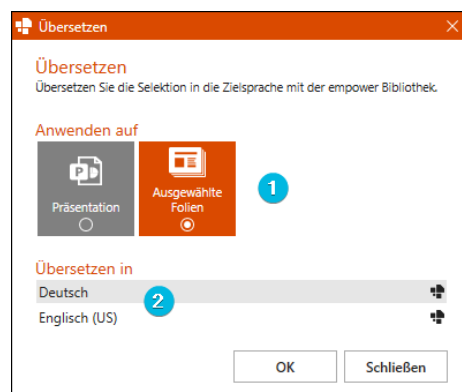 Übersetzen
Übersetzen
Übersetzen Sie die Selektion in die Zielsprache mit der empower Bibliothek.
Anwenden auf
Präsentation
Ausgewählte
Folien
1
Übersetzen in
Deutsch
2
Englisch (US)
OK
Schließen